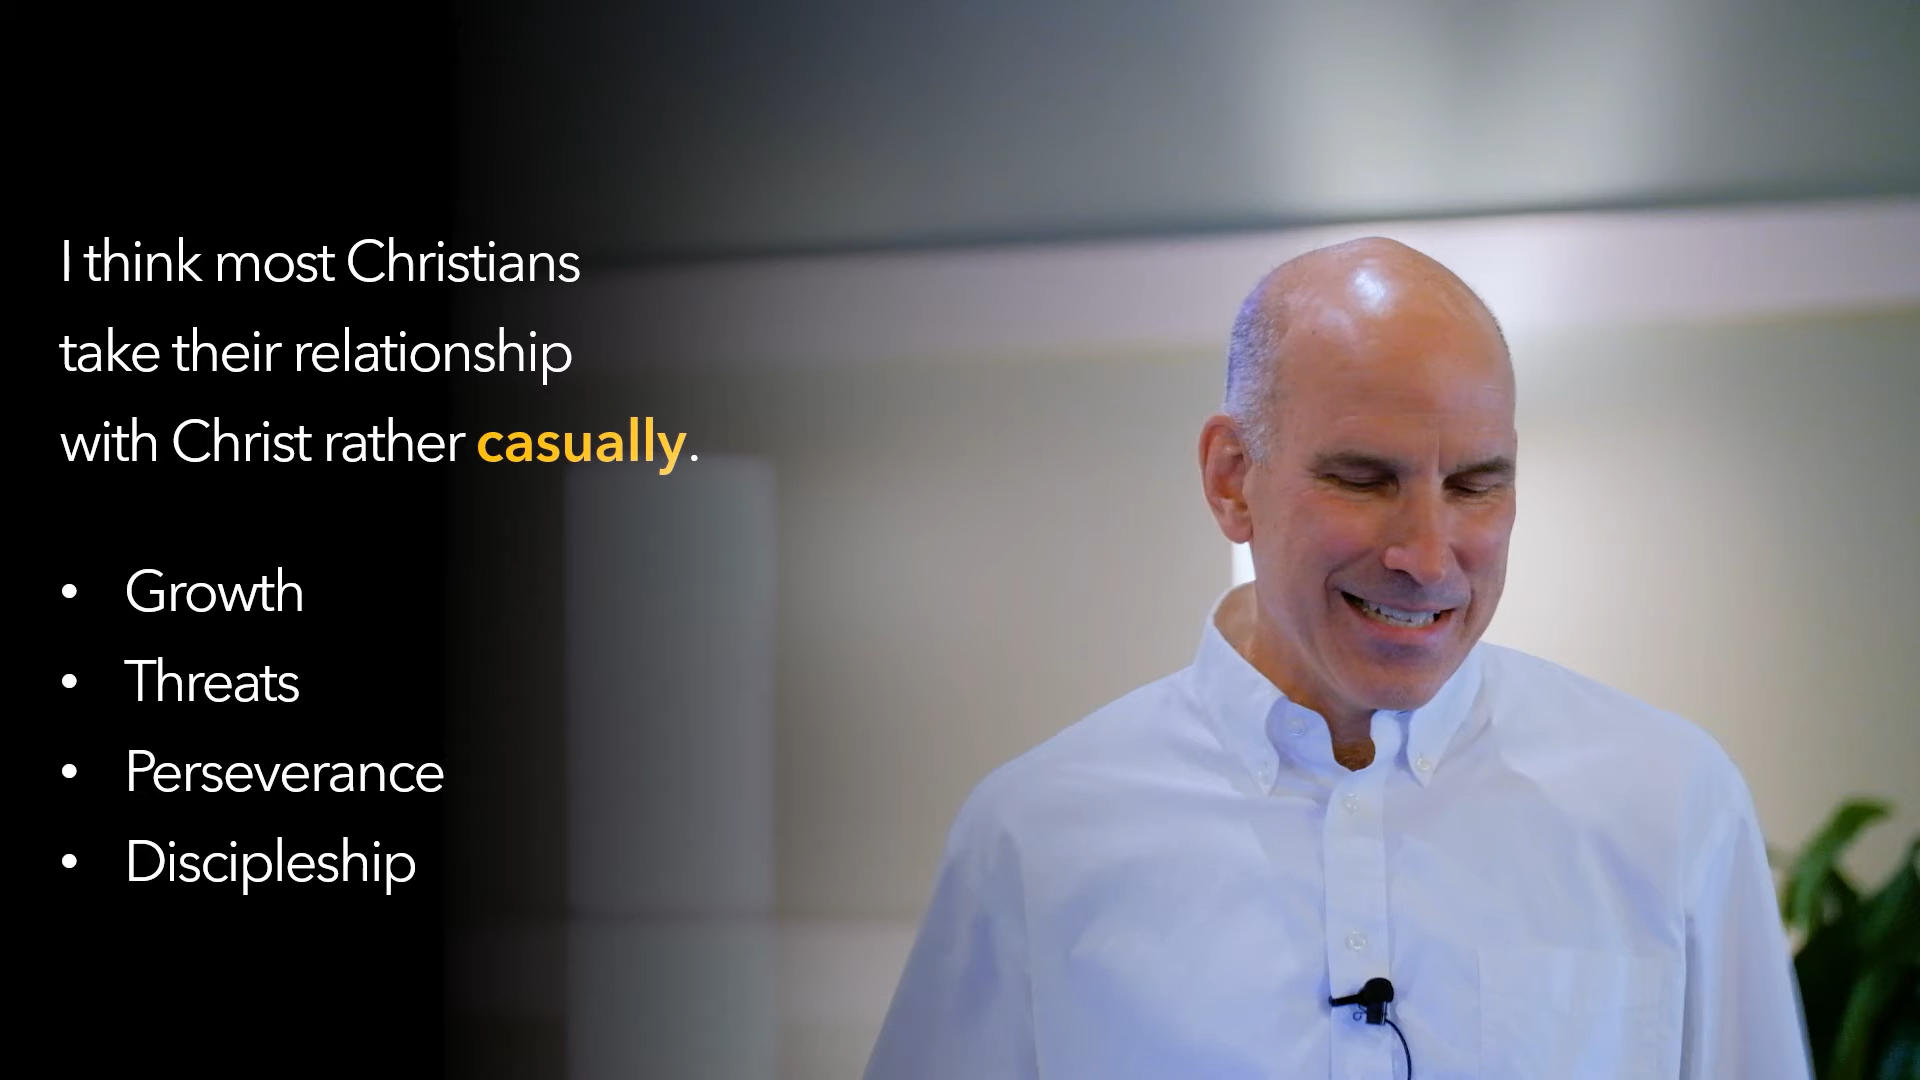 I think most Christians
take their relationship
with Christ rather casually.
• Growth
• Threats
• Perseverance
• Discipleship